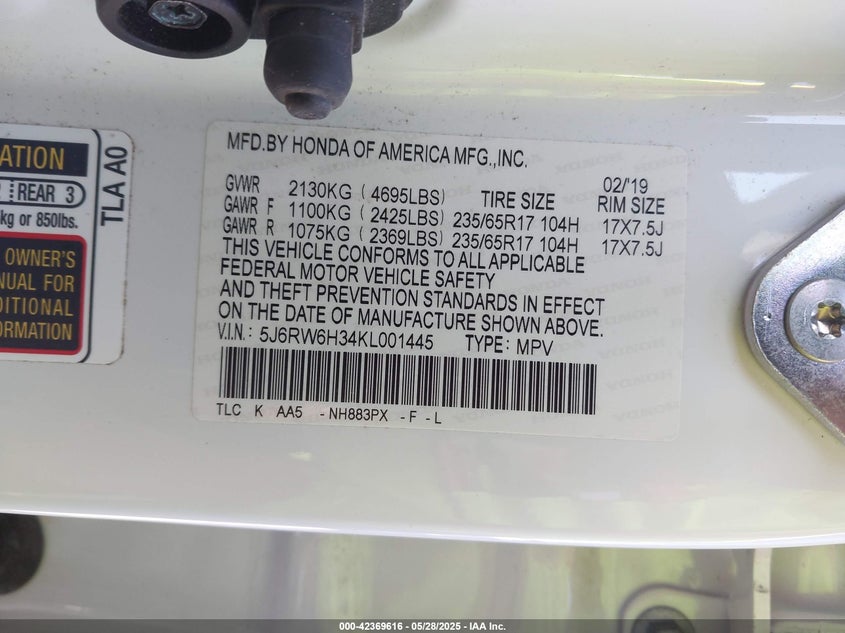 ATION
REAR 3
kg or 850lbs.
OWNER'S
NUAL FOR
DITIONAL
ORMATION
TLA A0
MFD.BY HONDA OF AMERICA MFG.,INC.
02/'19
GVWR 2130KG (4695LBS) TIRE SIZE RIM SIZE
GAWR F 1100KG (2425LBS) 235/65R17 104H 17X7.5J
GAWR R 1075KG (2369LBS) 235/65R17 104H 17X7.5J
THIS VEHICLE CONFORMS TO ALL APPLICABLE
FEDERAL MOTOR VEHICLE SAFETY
AND THEFT PREVENTION STANDARDS IN EFFECT
ON THE DATE OF MANUFACTURE SHOWN ABOVE.
V.I.N.: 5J6RW6H34KL001445 TYPE: MPV
TLC K AA5 -NH883PX -F -L
000-42369616 - 05/28/2025 - IAA Inc.